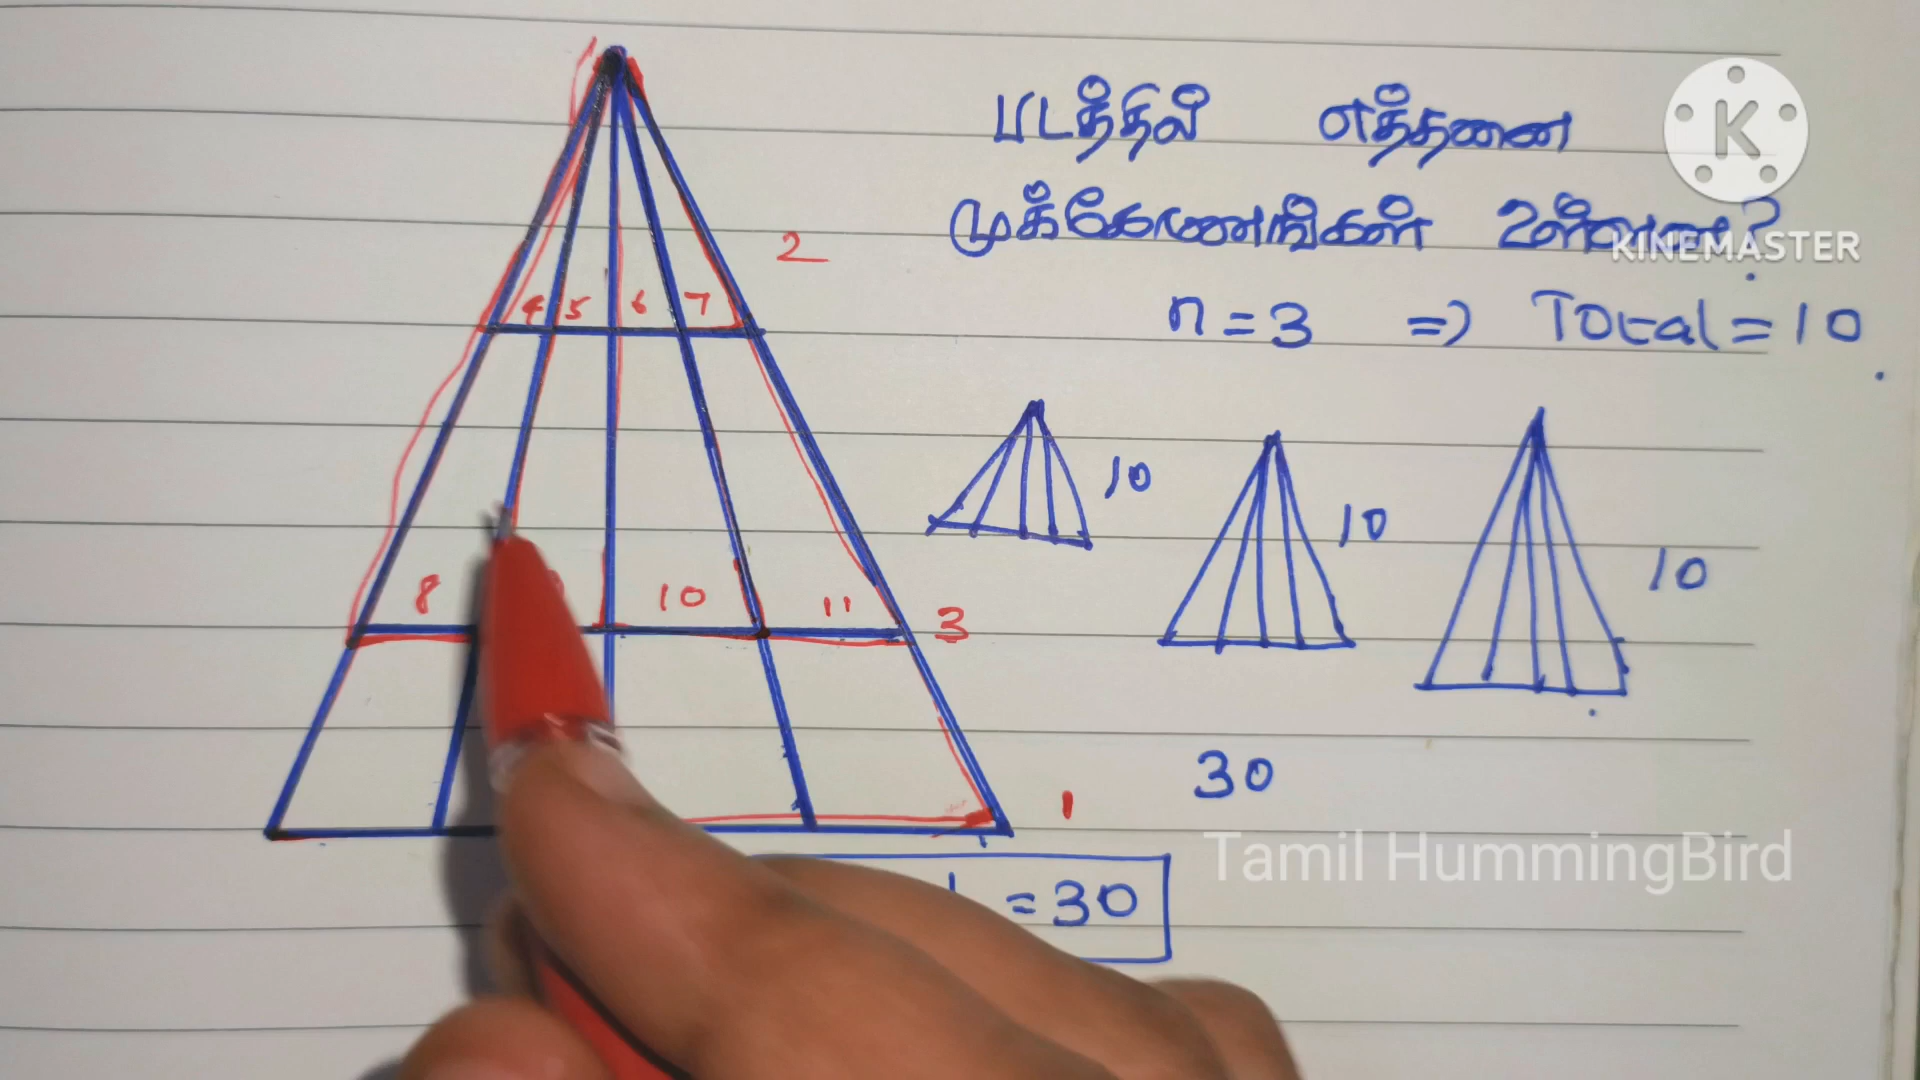 படத்தில் எத்தனை
முக்கோணங்கள் உள்ளன?
n = 3 => Total = 10
2
4 5 6 7
10
10
10
8 10 11
3
1
30
= 30
K
KINEMASTER
Tamil HummingBird